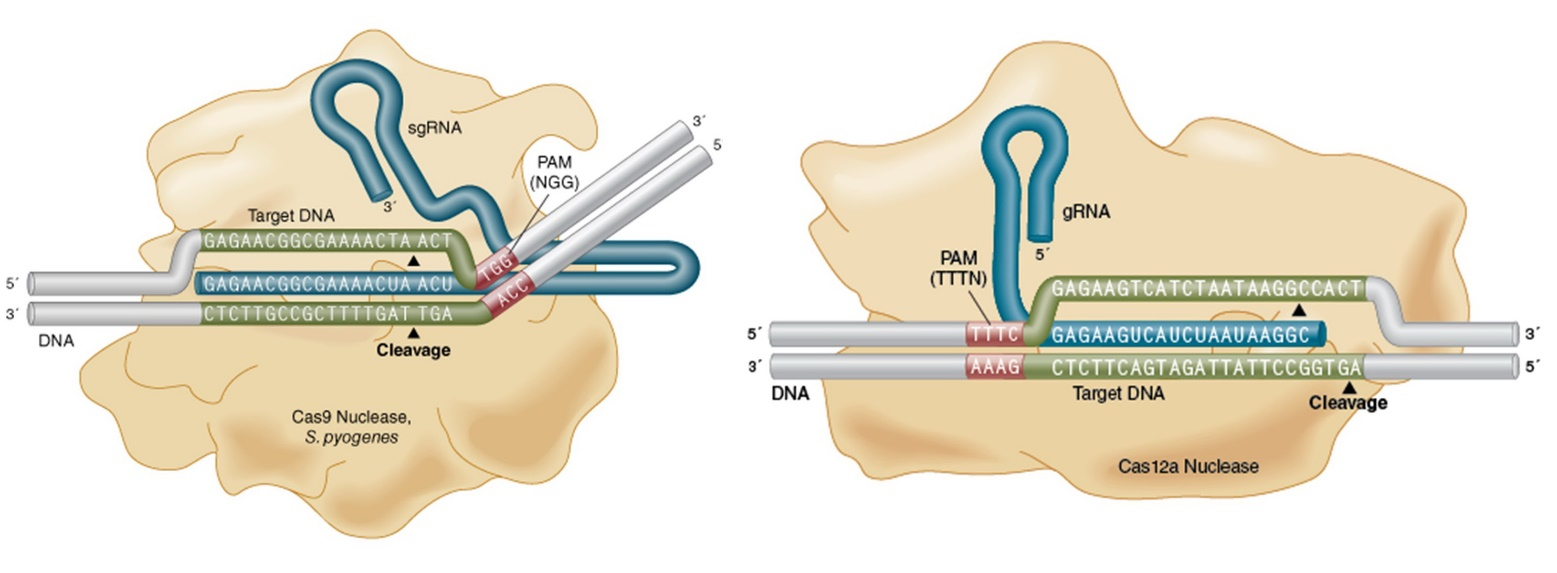 sgRNA
3´
3´
5
PAM
(NGG)
Target DNA
GAGAACGGCGAAAACTA ACT
TGG
5´
GAGAACGGCGAAAACUA ACU
ACC
3´
CTCTTGCCGCTTTTGAT TGA
DNA
Cleavage
Cas9 Nuclease,
S. pyogenes
gRNA
5´
PAM
(TTTN)
GAGAAGTCATCTAATAAGGCCACT
5´
TTTC
GAGAAGUCAUCUAAUAAGGC
3´
3´
AAAG
CTCTTCAGTAGATTATTCCGGTGA
5´
DNA
Target DNA
Cleavage
Cas12a Nuclease